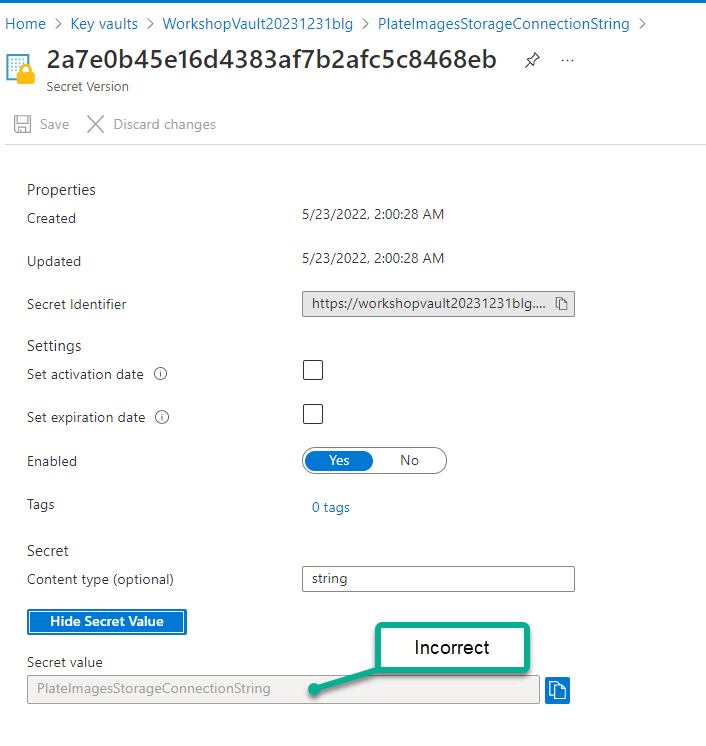 Home > Key vaults > WorkshopVault20231231blg > PlateImagesStorageConnectionString >
2a7e0b45e16d4383af7b2afc5c8468eb ...
Secret Version
Save Discard changes
Properties
Created 5/23/2022, 2:00:28 AM
Updated 5/23/2022, 2:00:28 AM
Secret Identifier https://workshopvault20231231blg....
Settings
Set activation date
Set expiration date
Enabled Yes No
Tags 0 tags
Secret
Content type (optional) string
Hide Secret Value
Incorrect
Secret value
PlateImagesStorageConnectionString